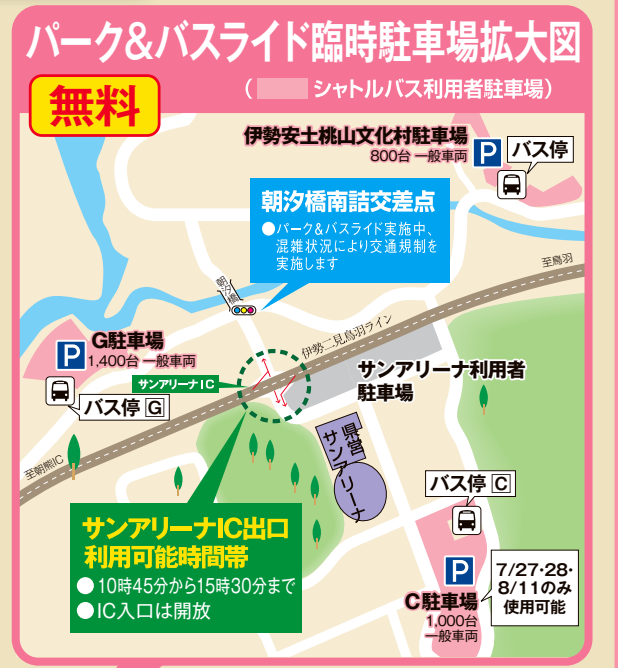 パーク&バスライド臨時駐車場拡大図
無料
( シャトルバス利用者駐車場)
伊勢安土桃山文化村駐車場
800台 一般車両
P
バス停
朝汐橋南詰交差点
●パーク&バスライド実施中、
混雑状況により交通規制を
実施します
至鳥羽
朝汐橋
伊勢二見鳥羽ライン
G駐車場
P
1,400台 一般車両
サンアリーナIC
バス停 G
サンアリーナ利用者
駐車場
至朝熊IC
県営
サンアリーナ
バス停 C
サンアリーナIC出口
利用可能時間帯
●10時45分から15時30分まで
●IC入口は開放
P
C駐車場
1,000台
一般車両
7/27・28・
8/11のみ
使用可能